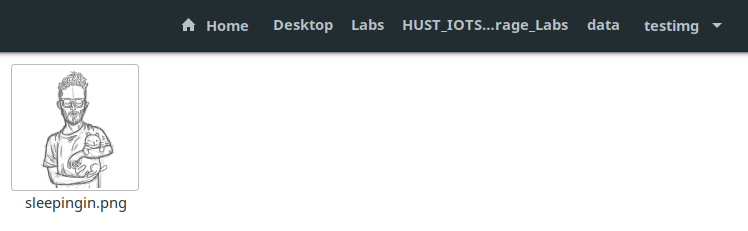 Home Desktop Labs HUST_IOTS...rage_Labs data testimg
sleepingin.png